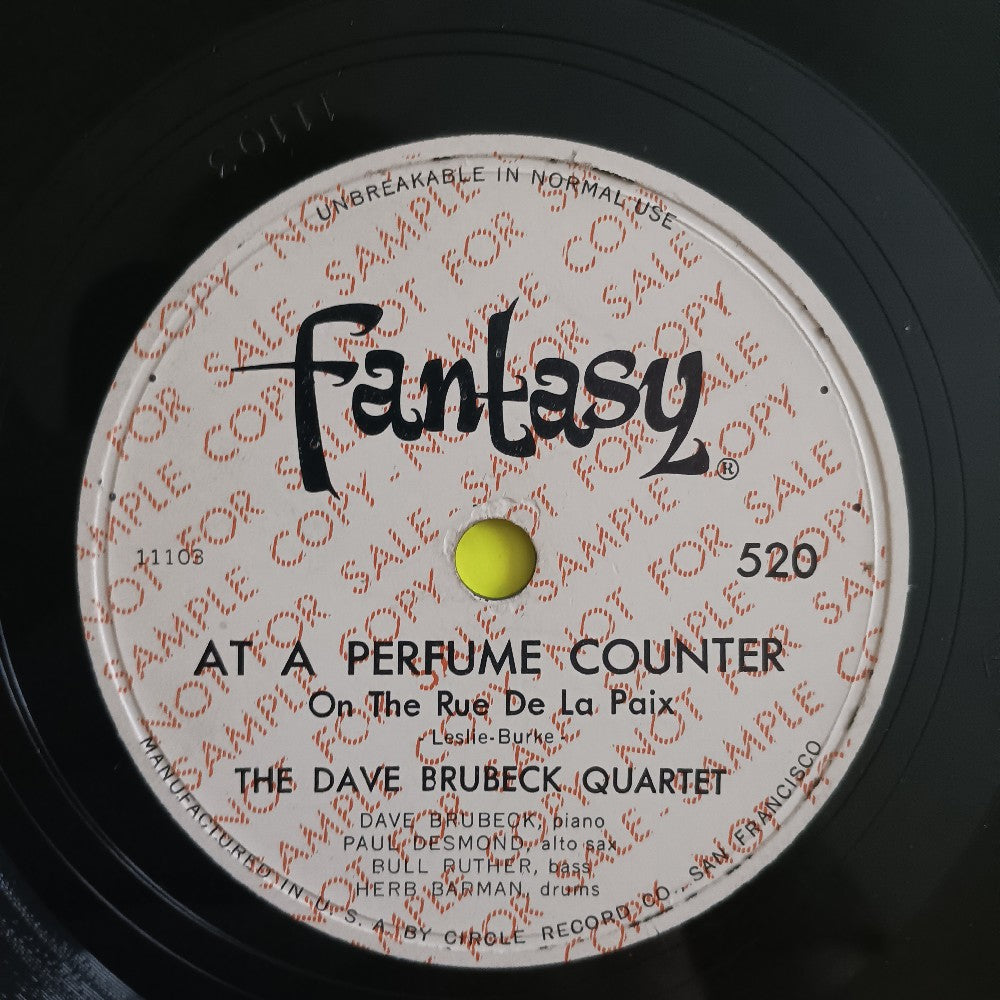 11103
UNBREAKABLE IN NORMAL USE
SAMPLE COPY - NOT FOR SALE
fantasy®
11103
520
AT A PERFUME COUNTER
On The Rue De La Paix
Leslie-Burke-
THE DAVE BRUBECK QUARTET
DAVE BRUBECK, piano
PAUL DESMOND, alto sax
BULL RUTHER, bass
HERB BARMAN, drums
MANUFACTURED IN U. S. A. BY CIRCLE RECORD CO., SAN FRANCISCO